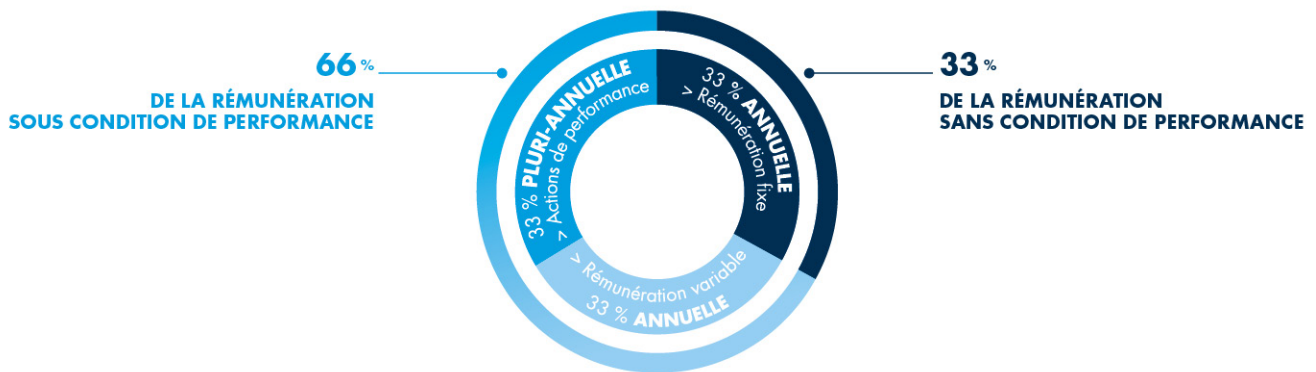 66 %
DE LA RÉMUNÉRATION
SOUS CONDITION DE PERFORMANCE
33 % PLURI-ANNUELLE
> Actions de performance
33 % ANNUELLE
> Rémunération fixe
> Rémunération variable
33 % ANNUELLE
33 %
DE LA RÉMUNÉRATION
SANS CONDITION DE PERFORMANCE